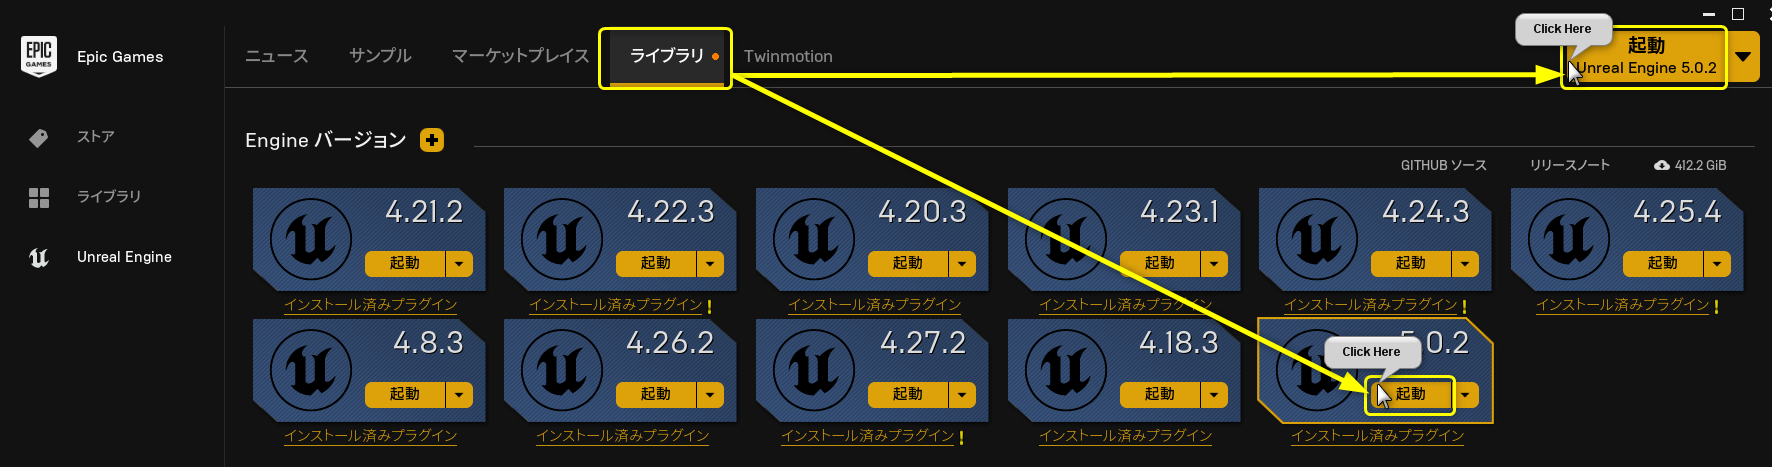 Click Here
EPIC GAMES
Epic Games
ニュース
サンプル
マーケットプレイス
ライブラリ
Twinmotion
起動
Unreal Engine 5.0.2
ストア
ライブラリ
Unreal Engine
Engine バージョン
GITHUB ソース
リリースノート
412.2 GiB
4.21.2
4.22.3
4.20.3
4.23.1
4.24.3
4.25.4
起動
起動
起動
起動
起動
起動
インストール済みプラグイン
インストール済みプラグイン !
インストール済みプラグイン
インストール済みプラグイン
インストール済みプラグイン !
インストール済みプラグイン !
4.8.3
4.26.2
4.27.2
4.18.3
5.0.2
Click Here
起動
起動
起動
起動
起動
インストール済みプラグイン
インストール済みプラグイン
インストール済みプラグイン !
インストール済みプラグイン
インストール済みプラグイン